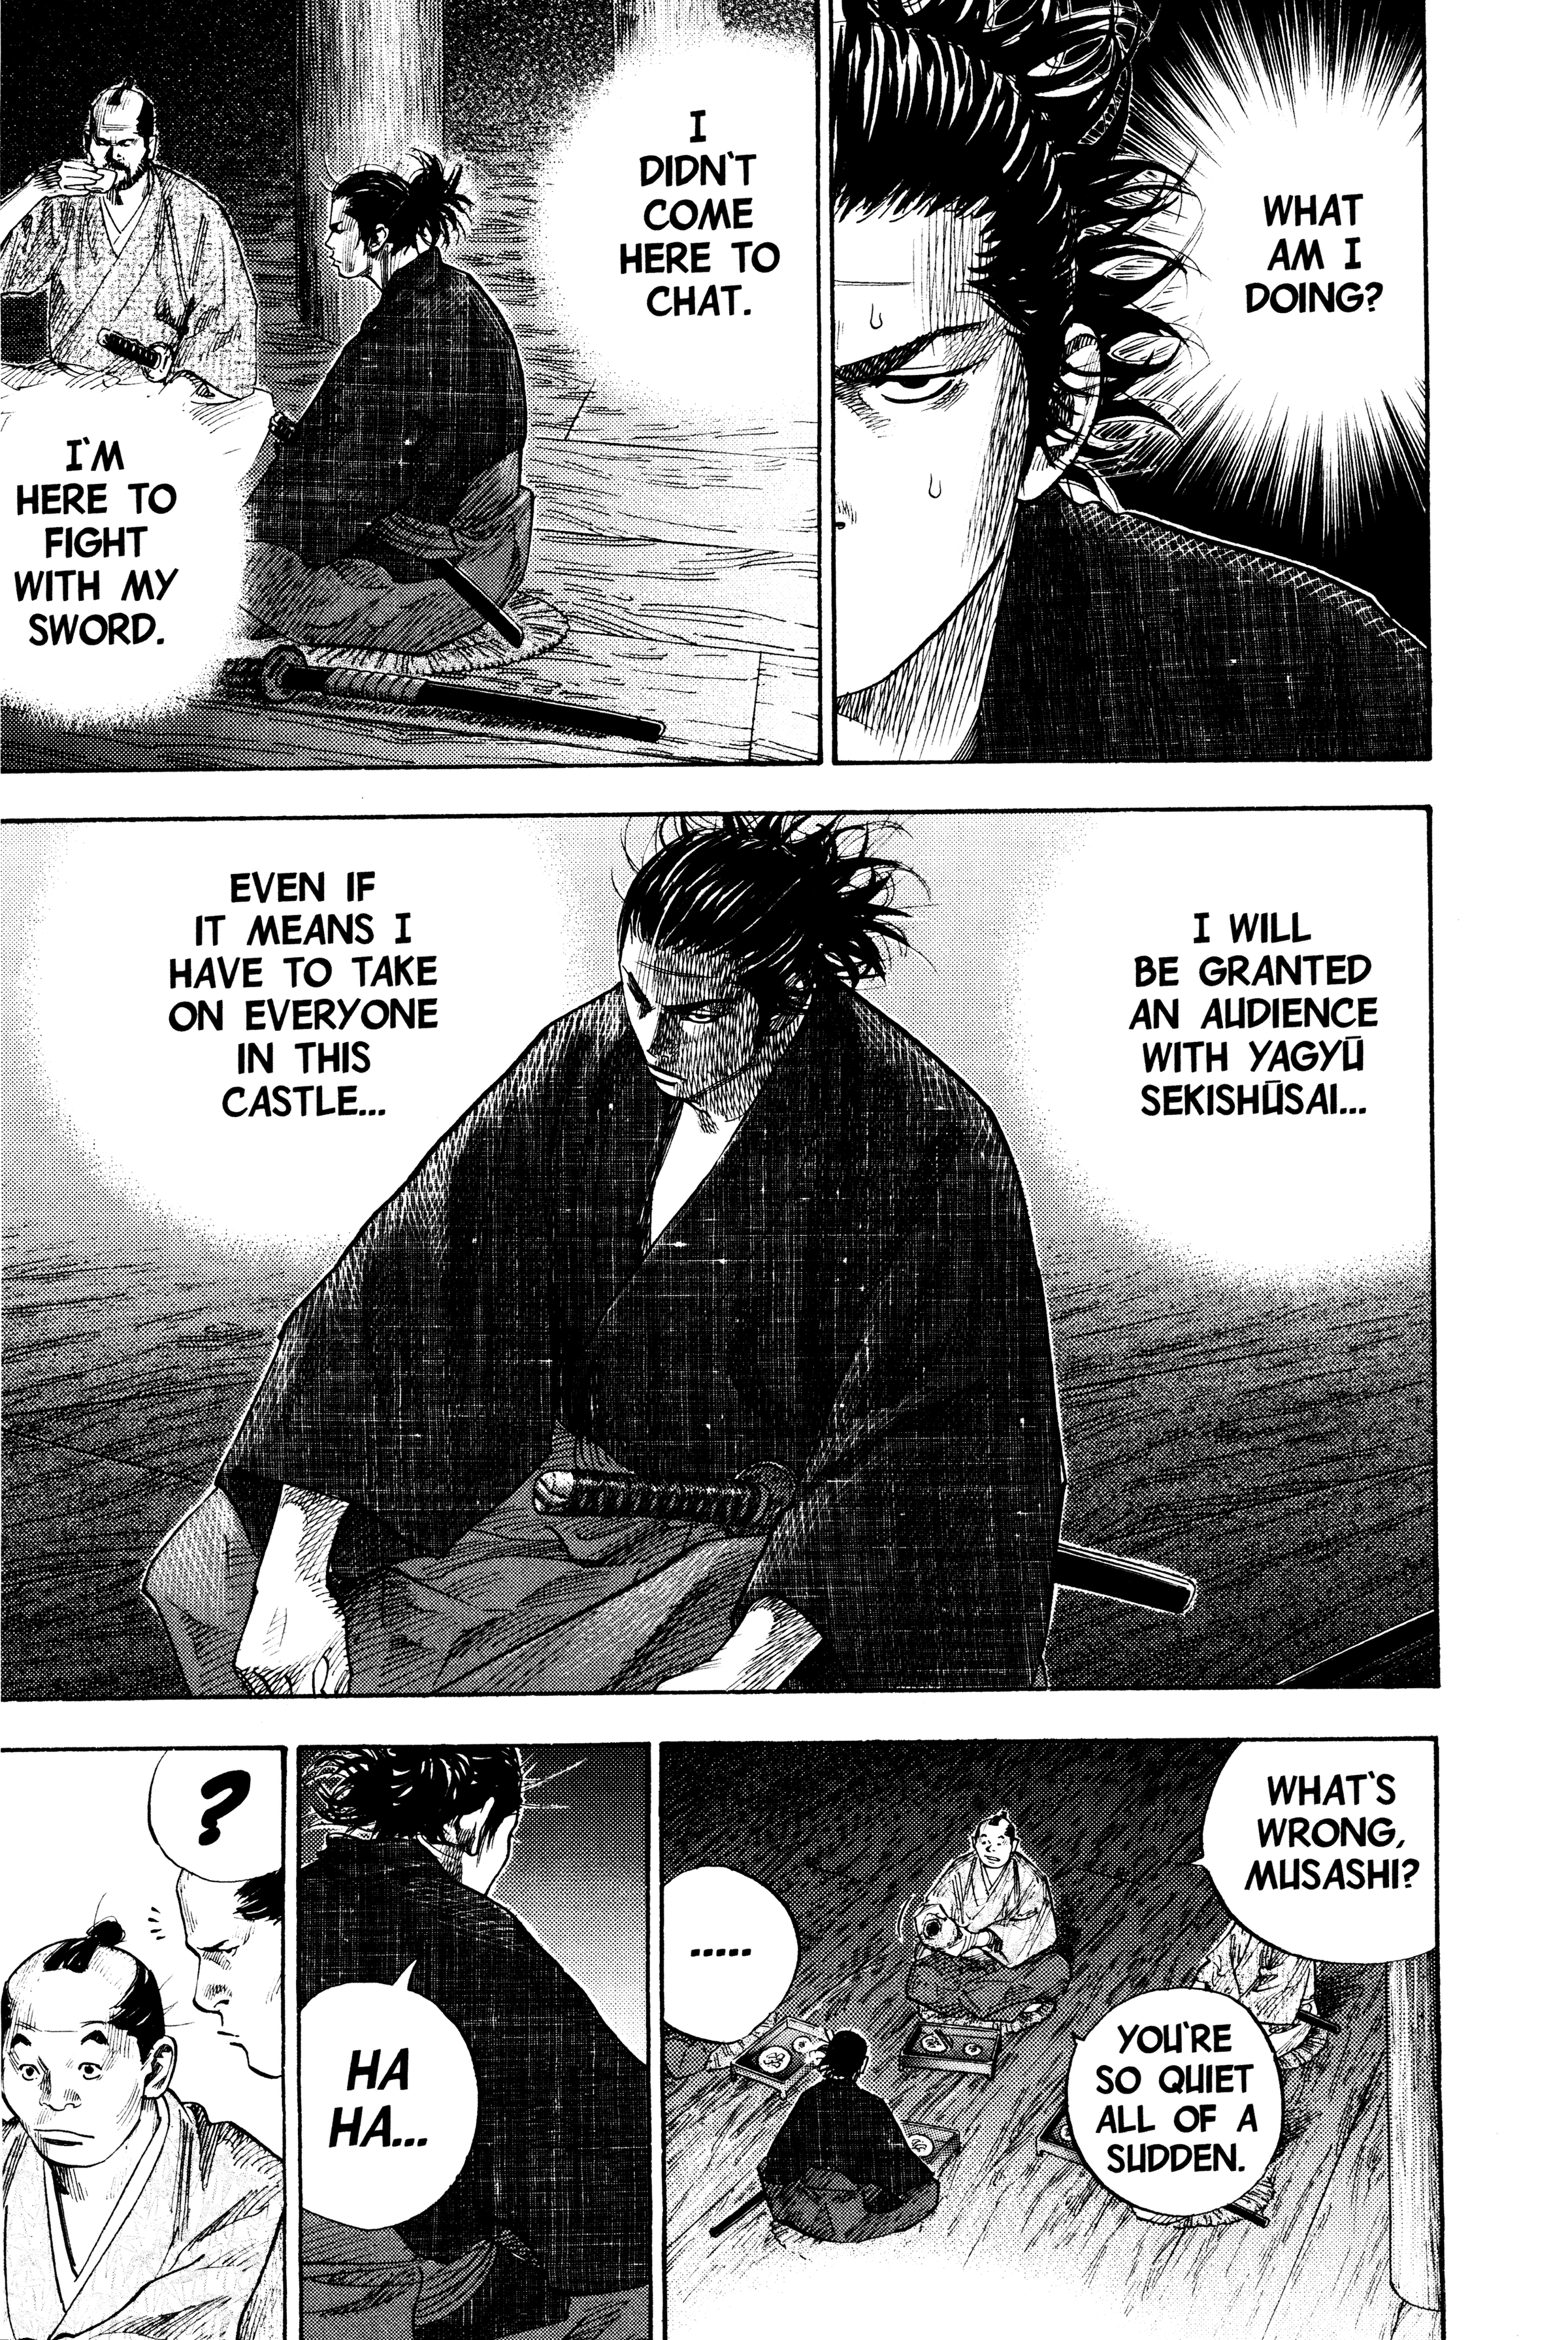 WHAT
AM I
DOING?
I
DIDN'T
COME
HERE TO
CHAT.
I'M
HERE TO
FIGHT
WITH MY
SWORD.
I WILL
BE GRANTED
AN AUDIENCE
WITH YAGYŪ
SEKISHŪSAI...
EVEN IF
IT MEANS I
HAVE TO TAKE
ON EVERYONE
IN THIS
CASTLE...
WHAT'S
WRONG,
MUSASHI?
YOU'RE
SO QUIET
ALL OF A
SUDDEN.
.....
HA
HA...
?